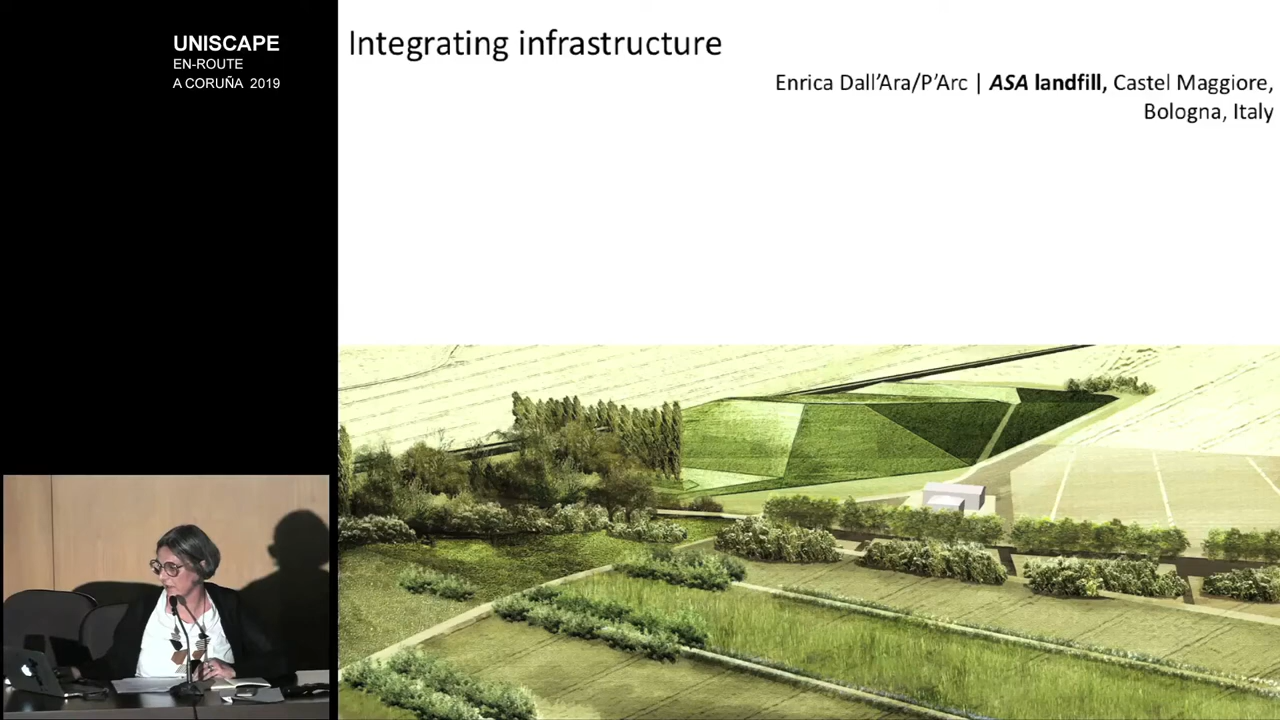 UNISCAPE
EN-ROUTE
A CORUÑA 2019
Integrating infrastructure
Enrica Dall'Ara/P'Arc | ASA landfill, Castel Maggiore,
Bologna, Italy